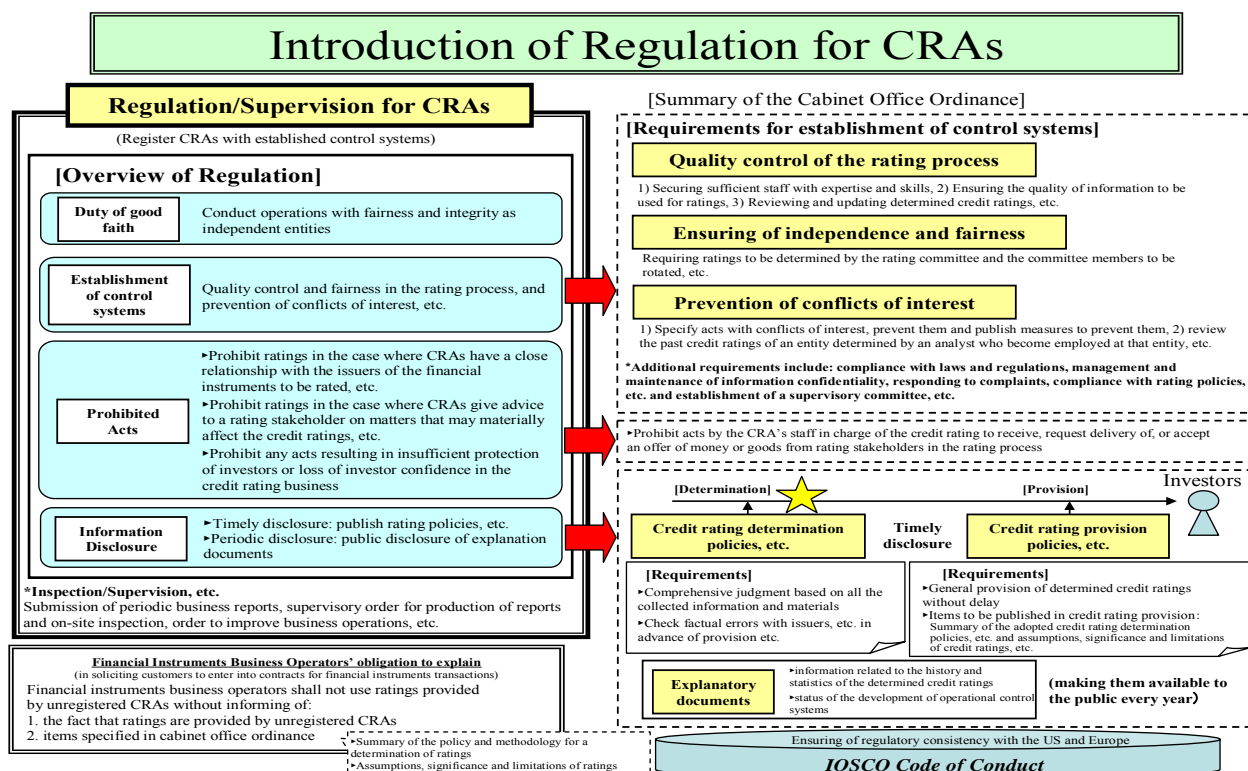 Introduction of Regulation for CRAs
Regulation/Supervision for CRAs
(Register CRAs with established control systems)
[Overview of Regulation]
Duty of good
faith
Conduct operations with fairness and integrity as
independent entities
Establishment
of control
systems
Quality control and fairness in the rating process, and
prevention of conflicts of interest, etc.
Prohibited
Acts
►Prohibit ratings in the case where CRAs have a close
relationship with the issuers of the financial
instruments to be rated, etc.
►Prohibit ratings in the case where CRAs give advice
to a rating stakeholder on matters that may materially
affect the credit ratings, etc.
►Prohibit any acts resulting in insufficient protection
of investors or loss of investor confidence in the
credit rating business
Information
Disclosure
►Timely disclosure: publish rating policies, etc.
►Periodic disclosure: public disclosure of explanation
documents
*Inspection/Supervision, etc.
Submission of periodic business reports, supervisory order for production of reports
and on-site inspection, order to improve business operations, etc.
Financial Instruments Business Operators' obligation to explain
(in soliciting customers to enter into contracts for financial instruments transactions)
Financial instruments business operators shall not use ratings provided
by unregistered CRAs without informing of:
1. the fact that ratings are provided by unregistered CRAs
2. items specified in cabinet office ordinance
►Summary of the policy and methodology for a
determination of ratings
►Assumptions, significance and limitations of ratings
[Summary of the Cabinet Office Ordinance]
[Requirements for establishment of control systems]
Quality control of the rating process
1) Securing sufficient staff with expertise and skills, 2) Ensuring the quality of information to be
used for ratings, 3) Reviewing and updating determined credit ratings, etc.
Ensuring of independence and fairness
Requiring ratings to be determined by the rating committee and the committee members to be
rotated, etc.
Prevention of conflicts of interest
1) Specify acts with conflicts of interest, prevent them and publish measures to prevent them, 2) review
the past credit ratings of an entity determined by an analyst who become employed at that entity, etc.
*Additional requirements include: compliance with laws and regulations, management and
maintenance of information confidentiality, responding to complaints, compliance with rating policies,
etc. and establishment of a supervisory committee, etc.
►Prohibit acts by the CRA's staff in charge of the credit rating to receive, request delivery of, or accept
an offer of money or goods from rating stakeholders in the rating process
[Determination]
[Provision]
Investors
Credit rating determination
policies, etc.
Timely
disclosure
Credit rating provision
policies, etc.
[Requirements]
►Comprehensive judgment based on all the
collected information and materials
►Check factual errors with issuers, etc. in
advance of provision etc.
[Requirements]
►General provision of determined credit ratings
without delay
►Items to be published in credit rating provision:
Summary of the adopted credit rating determination
policies, etc. and assumptions, significance and limitations
of credit ratings, etc.
Explanatory
documents
►information related to the history and
statistics of the determined credit ratings
►status of the development of operational control
systems
(making them available to
the public every year)
Ensuring of regulatory consistency with the US and Europe
IOSCO Code of Conduct